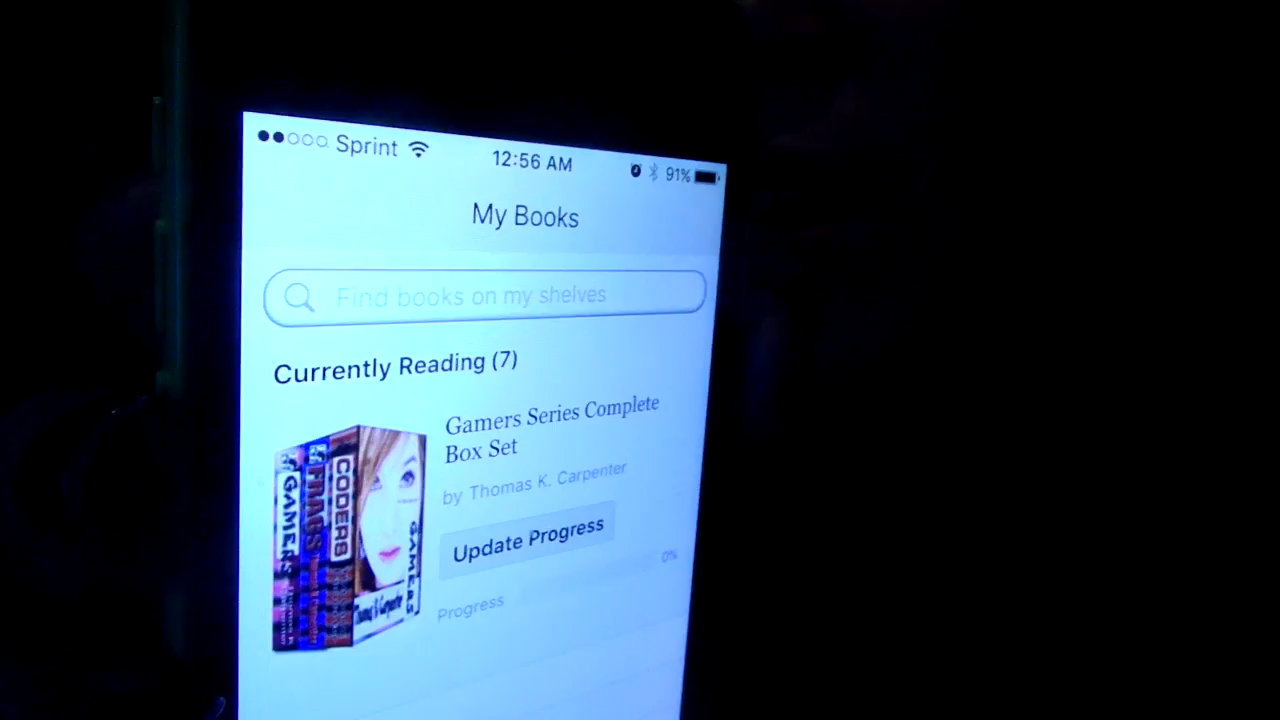 Sprint 12:56 AM 91%
My Books
Find books on my shelves
Currently Reading (7)
Gamers Series Complete
Box Set
by Thomas K. Carpenter
Update Progress
0%
Progress
GAMERS
FRAGS
CODERS
GAMERS